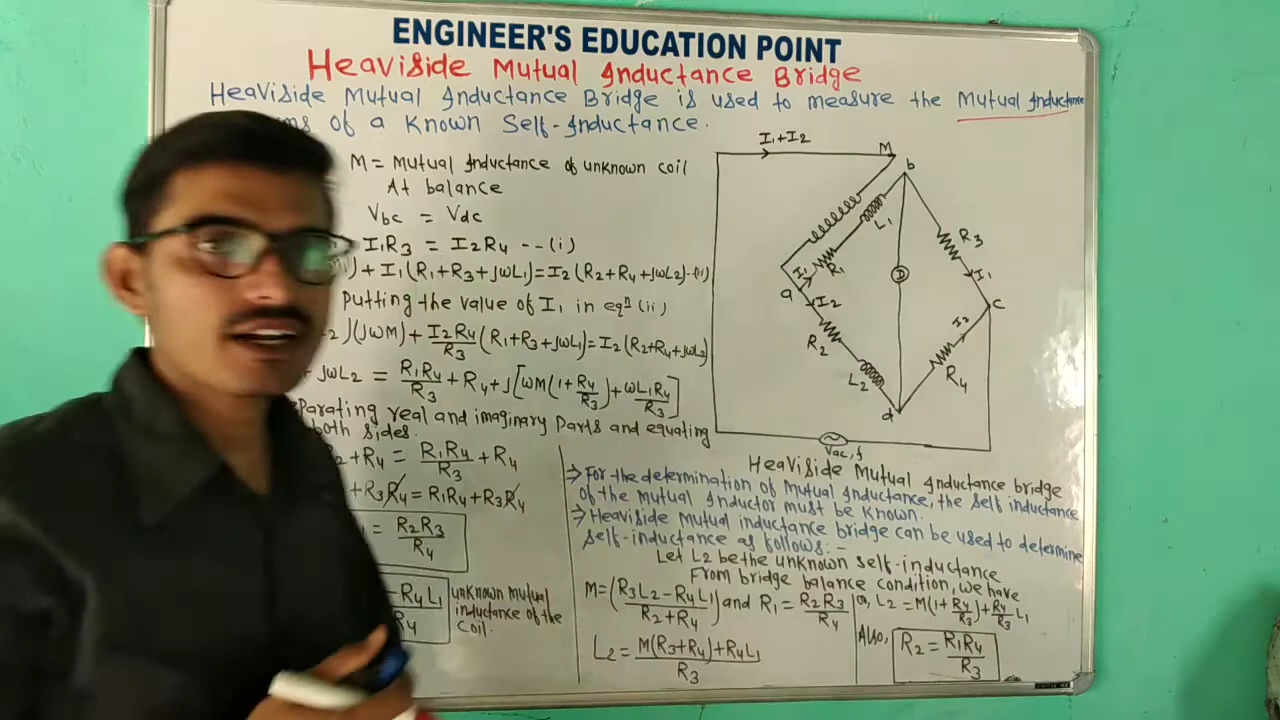 ENGINEER'S EDUCATION POINT
Heaviside Mutual Inductance Bridge
Heaviside Mutual Inductance Bridge is used to measure the Mutual Inductance
of a Known Self-Inductance.
M = Mutual Inductance of unknown coil
At balance
Vbc = Vdc
I1R3 = I2R4 -- (i)
) + I1(R1+R3+jωL1) = I2(R2+R4+jωL2) --(ii)
Putting the value of I1 in eqn (ii)
2)(jωM) + I2R4/R3 (R1+R3+jωL1) = I2(R2+R4+jωL2)
+ jωL2 = R1R4/R3 + R4 + j[ωM(1+R4/R3) + ωL1R4/R3]
parating real and imaginary parts and equating
both sides.
2+R4 = R1R4/R3 + R4
+ R3R4 = R1R4 + R3R4
= R2R3/R4
- R4L1
R4
unknown mutual
inductance of the
coil.
I1+I2
M
b
L1
R3
I1
R1
I1
D
a
I2
c
I2
R2
R4
L2
d
Vac, f
Heaviside Mutual Inductance bridge
→ For the determination of Mutual Inductance, the self inductance
of the Mutual Inductor must be known.
→ Heaviside mutual inductance bridge can be used to determine
self-inductance as follows:-
Let L2 be the unknown self-inductance
From bridge balance condition, we have
M = (R3L2 - R4L1 / R2 + R4) and R1 = R2R3/R4
L2 = M(R3+R4)+R4L1 / R3
or, L2 = M(1+R4/R3) + R4/R3 L1
Also, R2 = R1R4/R3